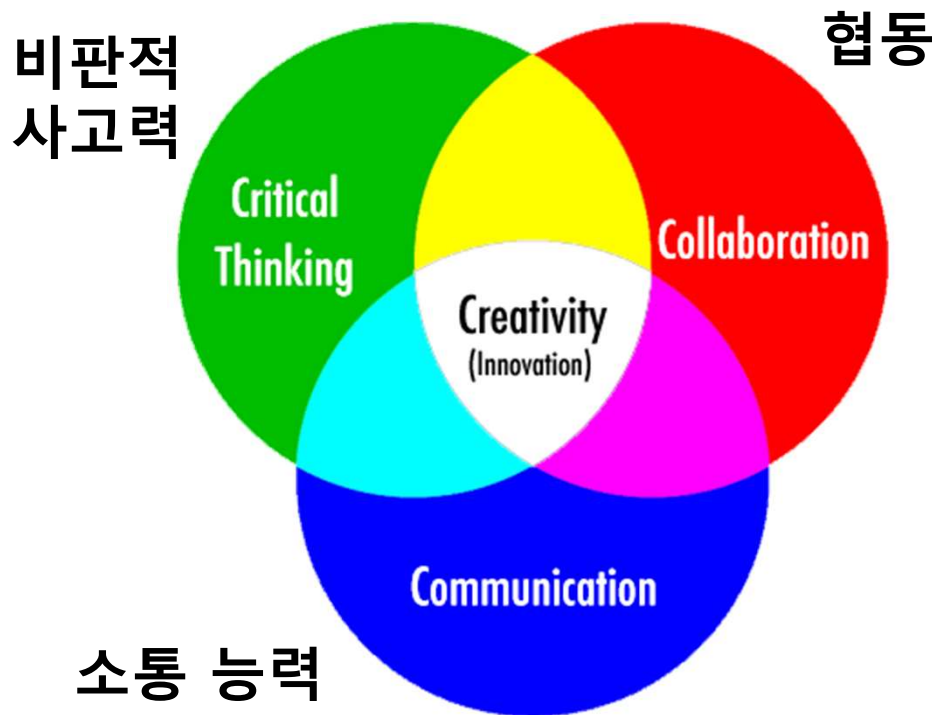 비판적
사고력
협동
Critical
Thinking
Collaboration
Creativity
(Innovation)
Communication
소통 능력